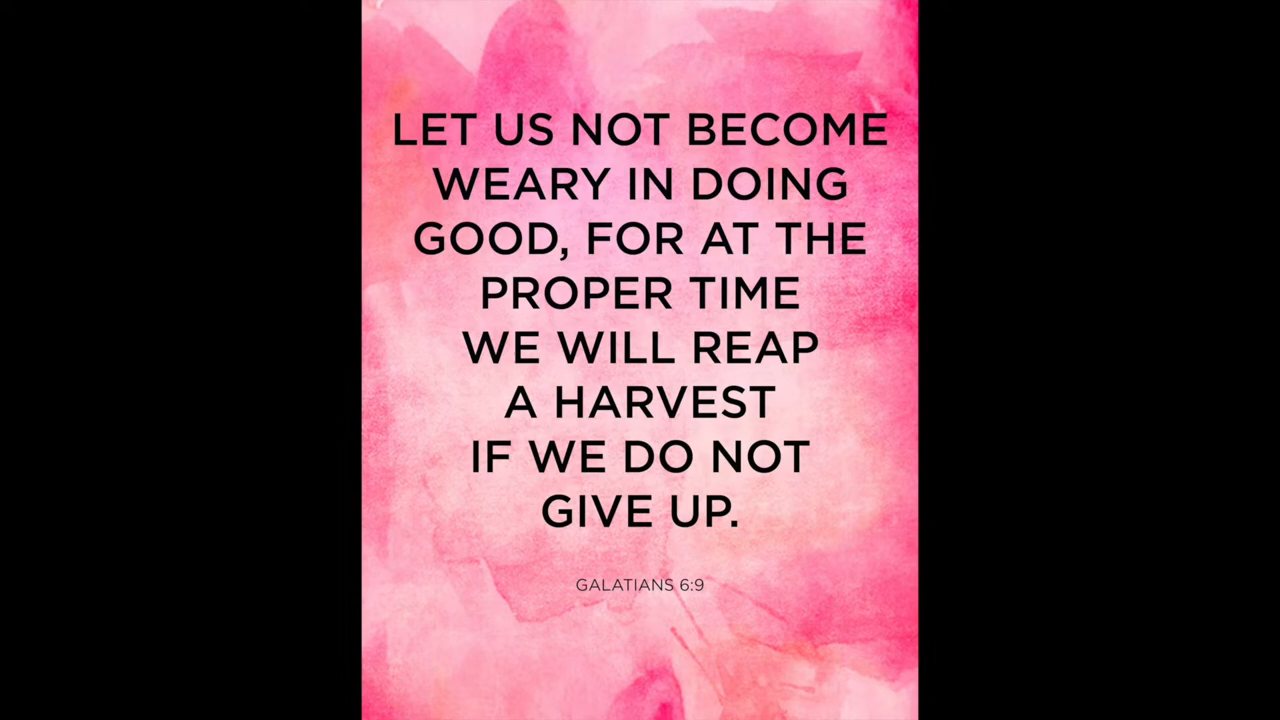 LET US NOT BECOME
WEARY IN DOING
GOOD, FOR AT THE
PROPER TIME
WE WILL REAP
A HARVEST
IF WE DO NOT
GIVE UP.
GALATIANS 6:9